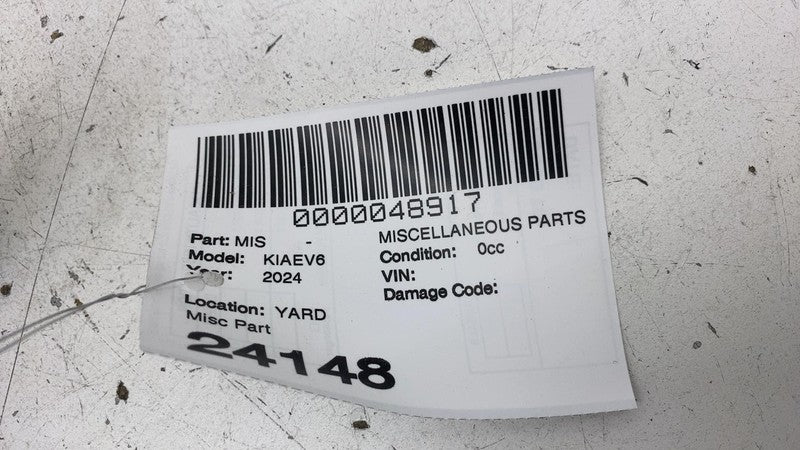 0000048917
Part: MIS - MISCELLANEOUS PARTS
Model: KIAEV6 Condition: 0cc
Year: 2024 VIN:
Damage Code:
Location: YARD
Misc Part
24148